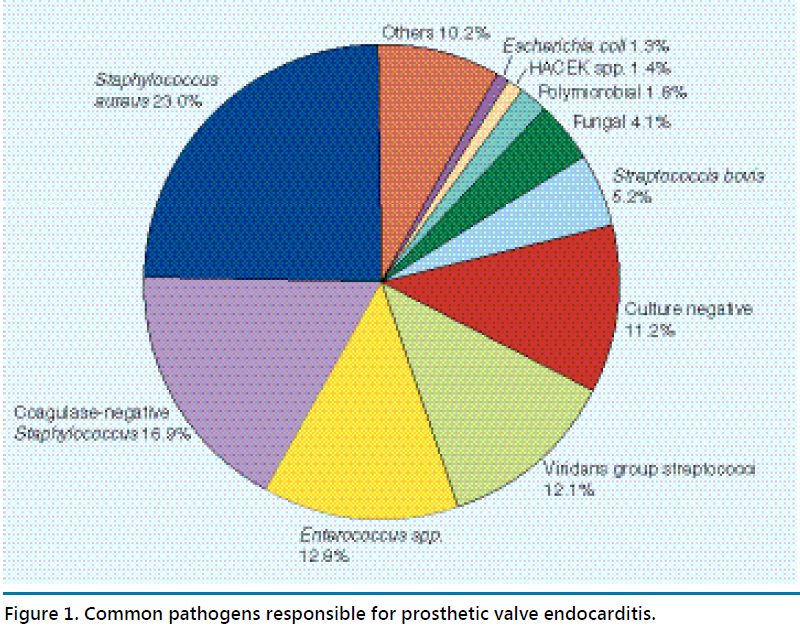 Others 10.2%
Escherichia coli 1.3%
HACEK spp. 1.4%
Polymicrobial 1.6%
Fungal 4.1%
Streptococcis bovis
5.2%
Culture negative
11.2%
Viridans group streptococci
12.1%
Enterococcus spp.
12.9%
Coagulase-negative
Staphylococcus 16.9%
Staphylococcus
aureus 23.0%
Figure 1. Common pathogens responsible for prosthetic valve endocarditis.